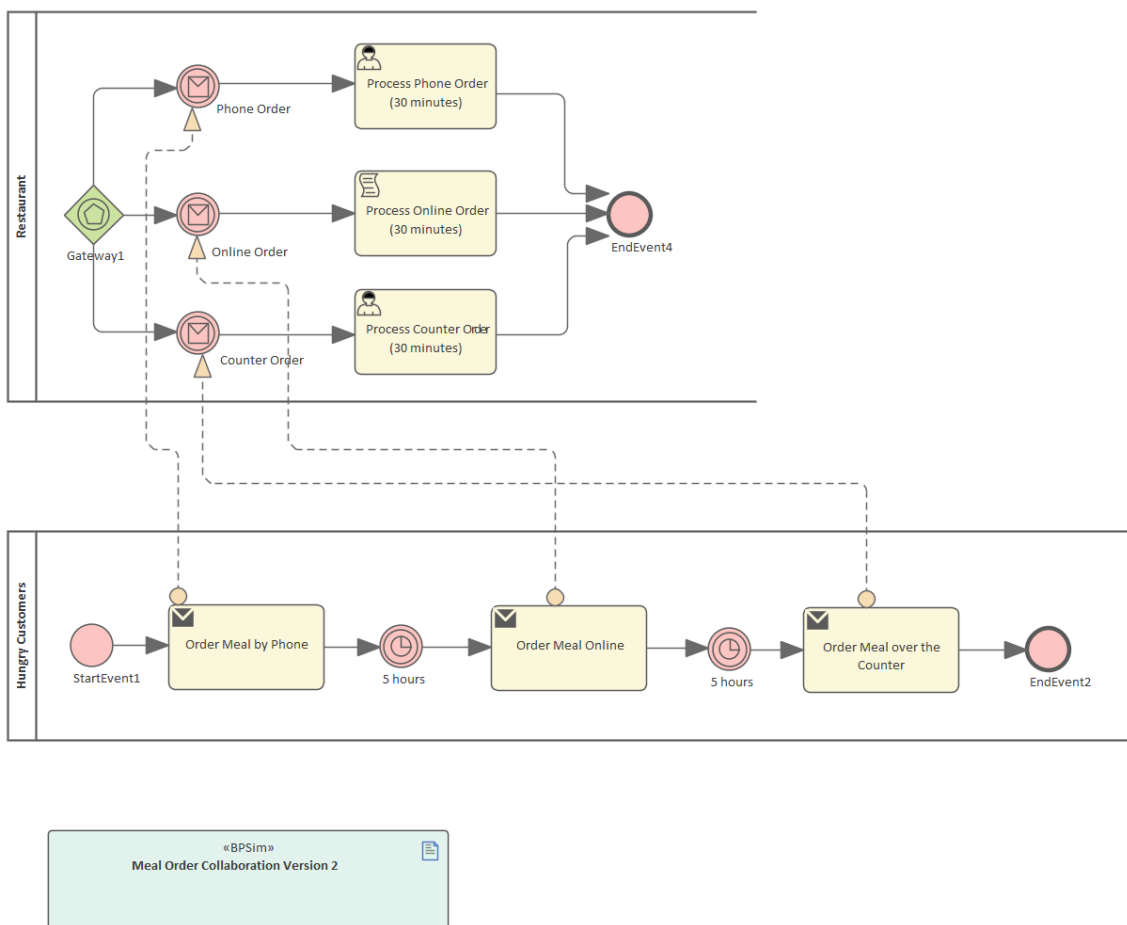 Restaurant
Process Phone Order
(30 minutes)
Phone Order
Process Online Order
(30 minutes)
Gateway1
Online Order
EndEvent4
Process Counter Order
(30 minutes)
Counter Order
Hungry Customers
StartEvent1
Order Meal by Phone
5 hours
Order Meal Online
5 hours
Order Meal over the
Counter
EndEvent2
«BPSim»
Meal Order Collaboration Version 2